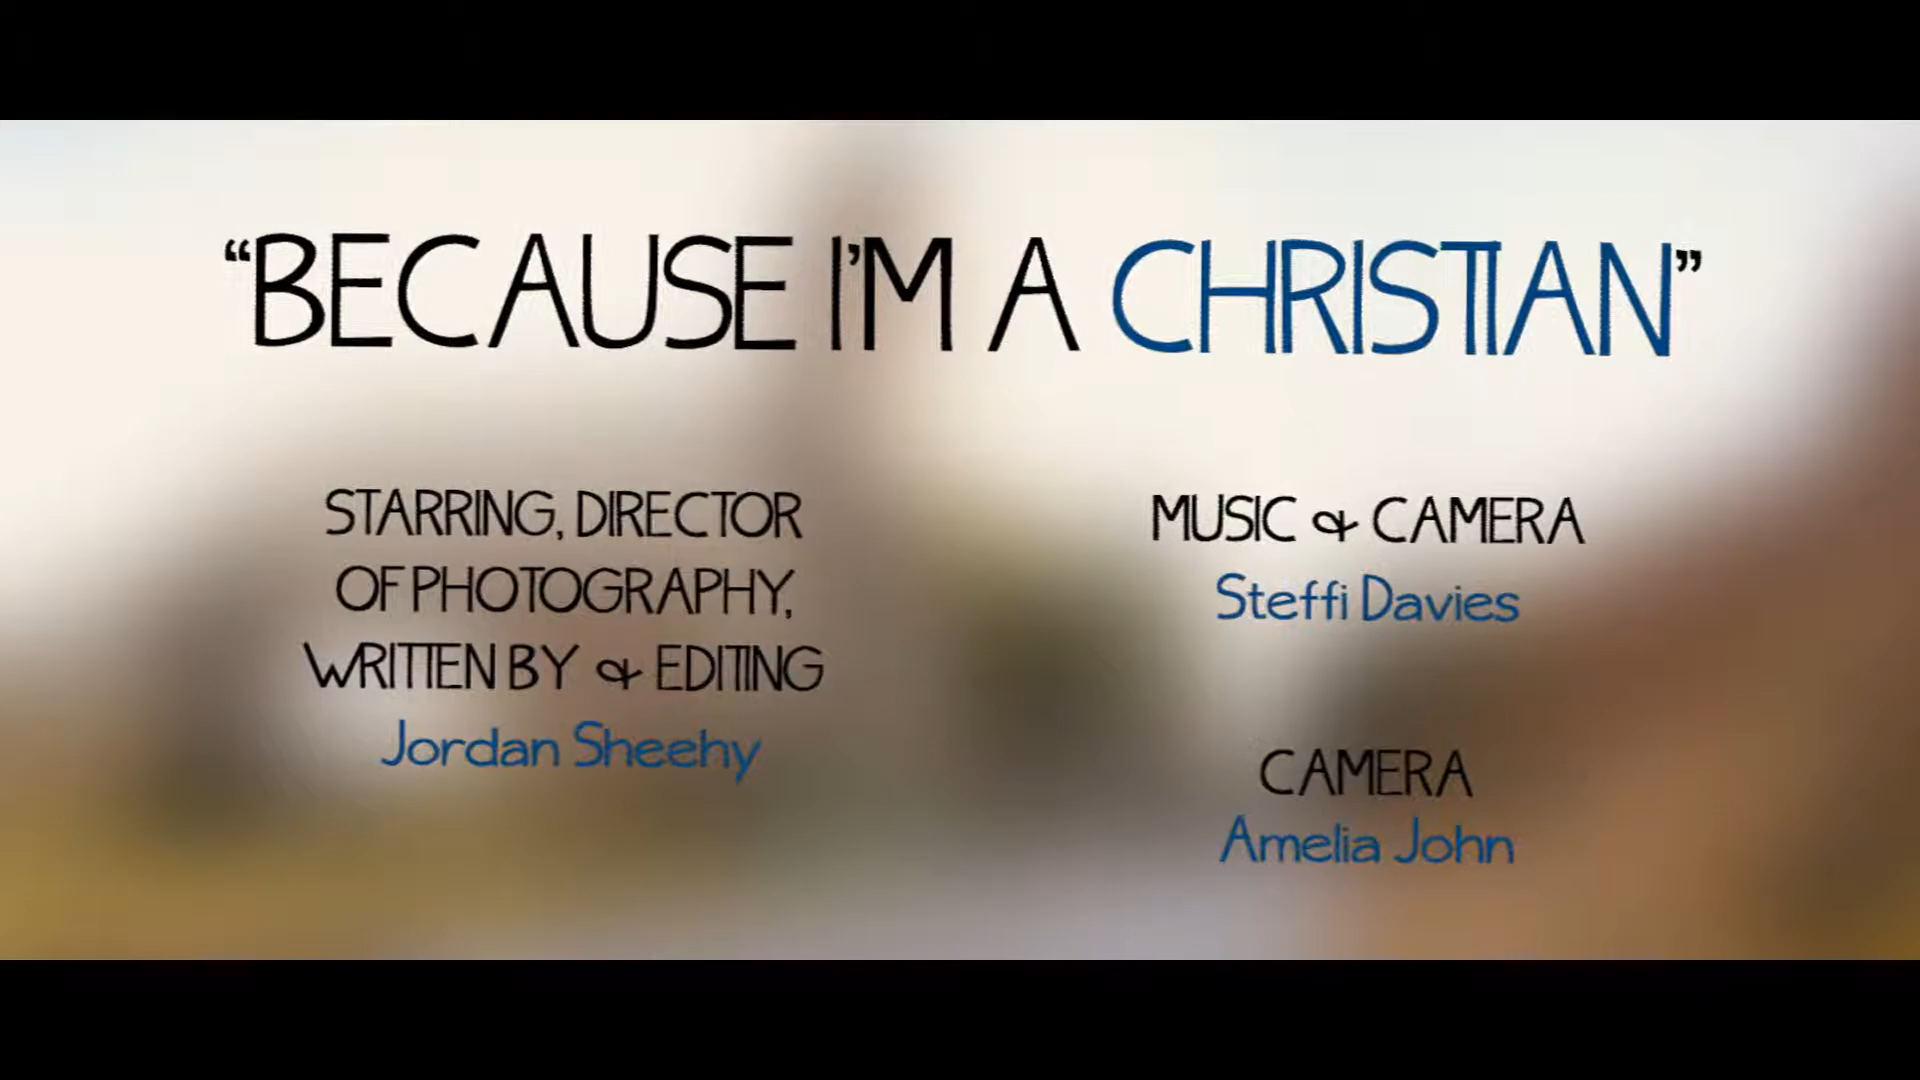 “BECAUSE I'M A CHRISTIAN”
STARRING, DIRECTOR
OF PHOTOGRAPHY,
WRITTEN BY & EDITING
Jordan Sheehy
MUSIC & CAMERA
Steffi Davies
CAMERA
Amelia John